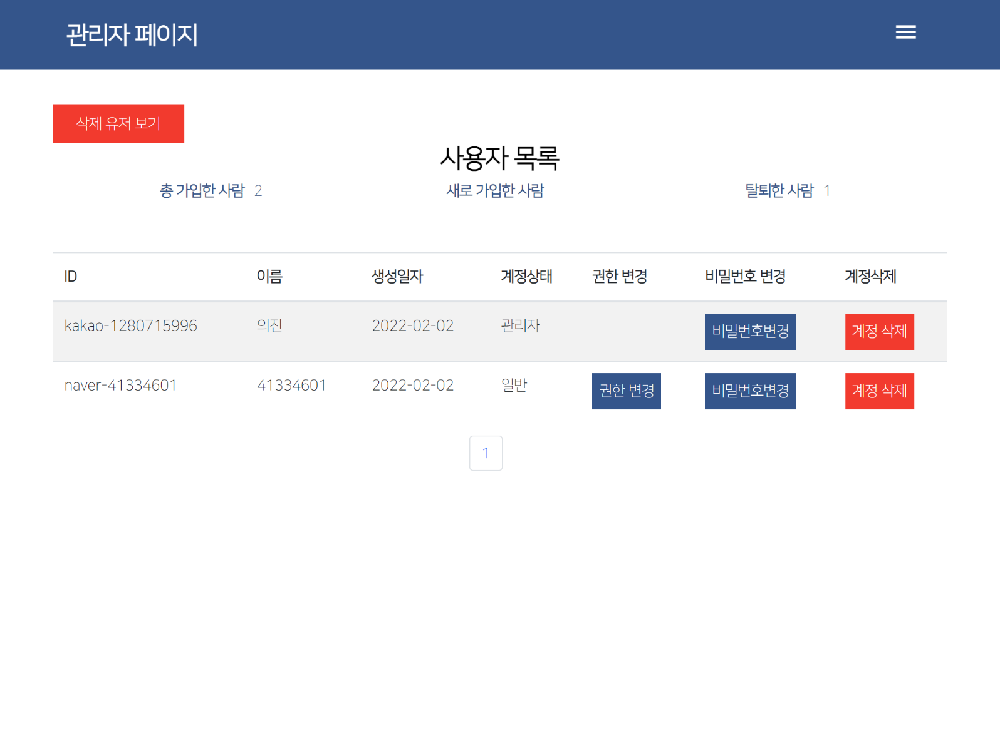 관리자 페이지
삭제 유저 보기
사용자 목록
총 가입한 사람 2 새로 가입한 사람 탈퇴한 사람 1
ID 이름 생성일자 계정상태 권한 변경 비밀번호 변경 계정삭제
kakao-1280715996 의진 2022-02-02 관리자 비밀번호변경 계정 삭제
naver-41334601 41334601 2022-02-02 일반 권한 변경 비밀번호변경 계정 삭제
1